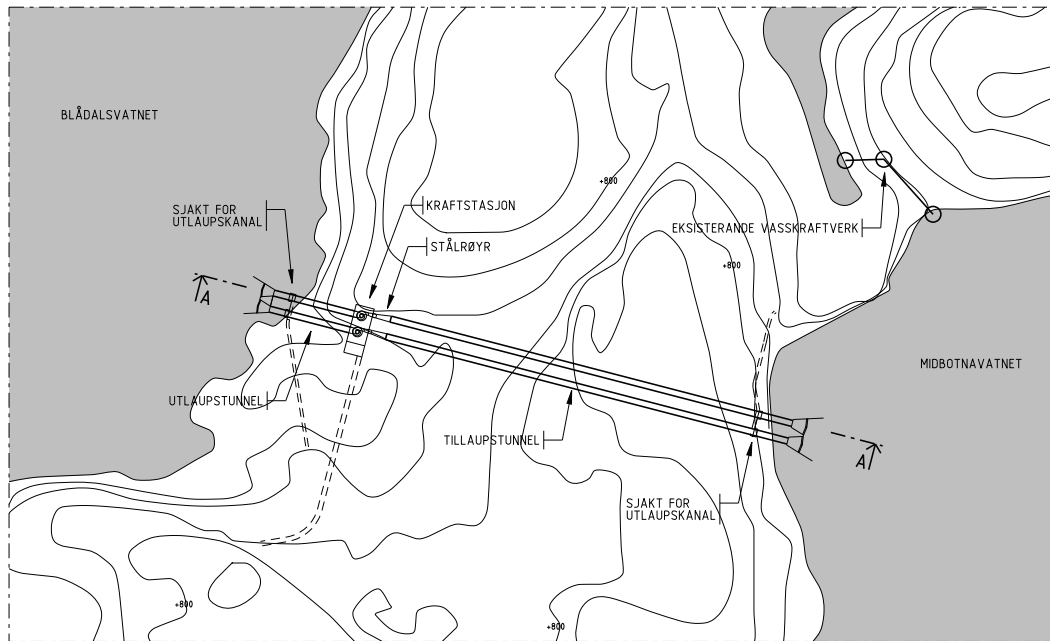 BLÅDALSVATNET
+800
SJAKT FOR
UTLAUPSKANAL
KRAFTSTASJON
EKSISTERANDE VASSKRAFTVERK
STÅLRØYR
+800
A
MIDBOTNAVATNET
UTLAUPSTUNNEL
TILLAUPSTUNNEL
A
SJAKT FOR
UTLAUPSKANAL
+800
+800